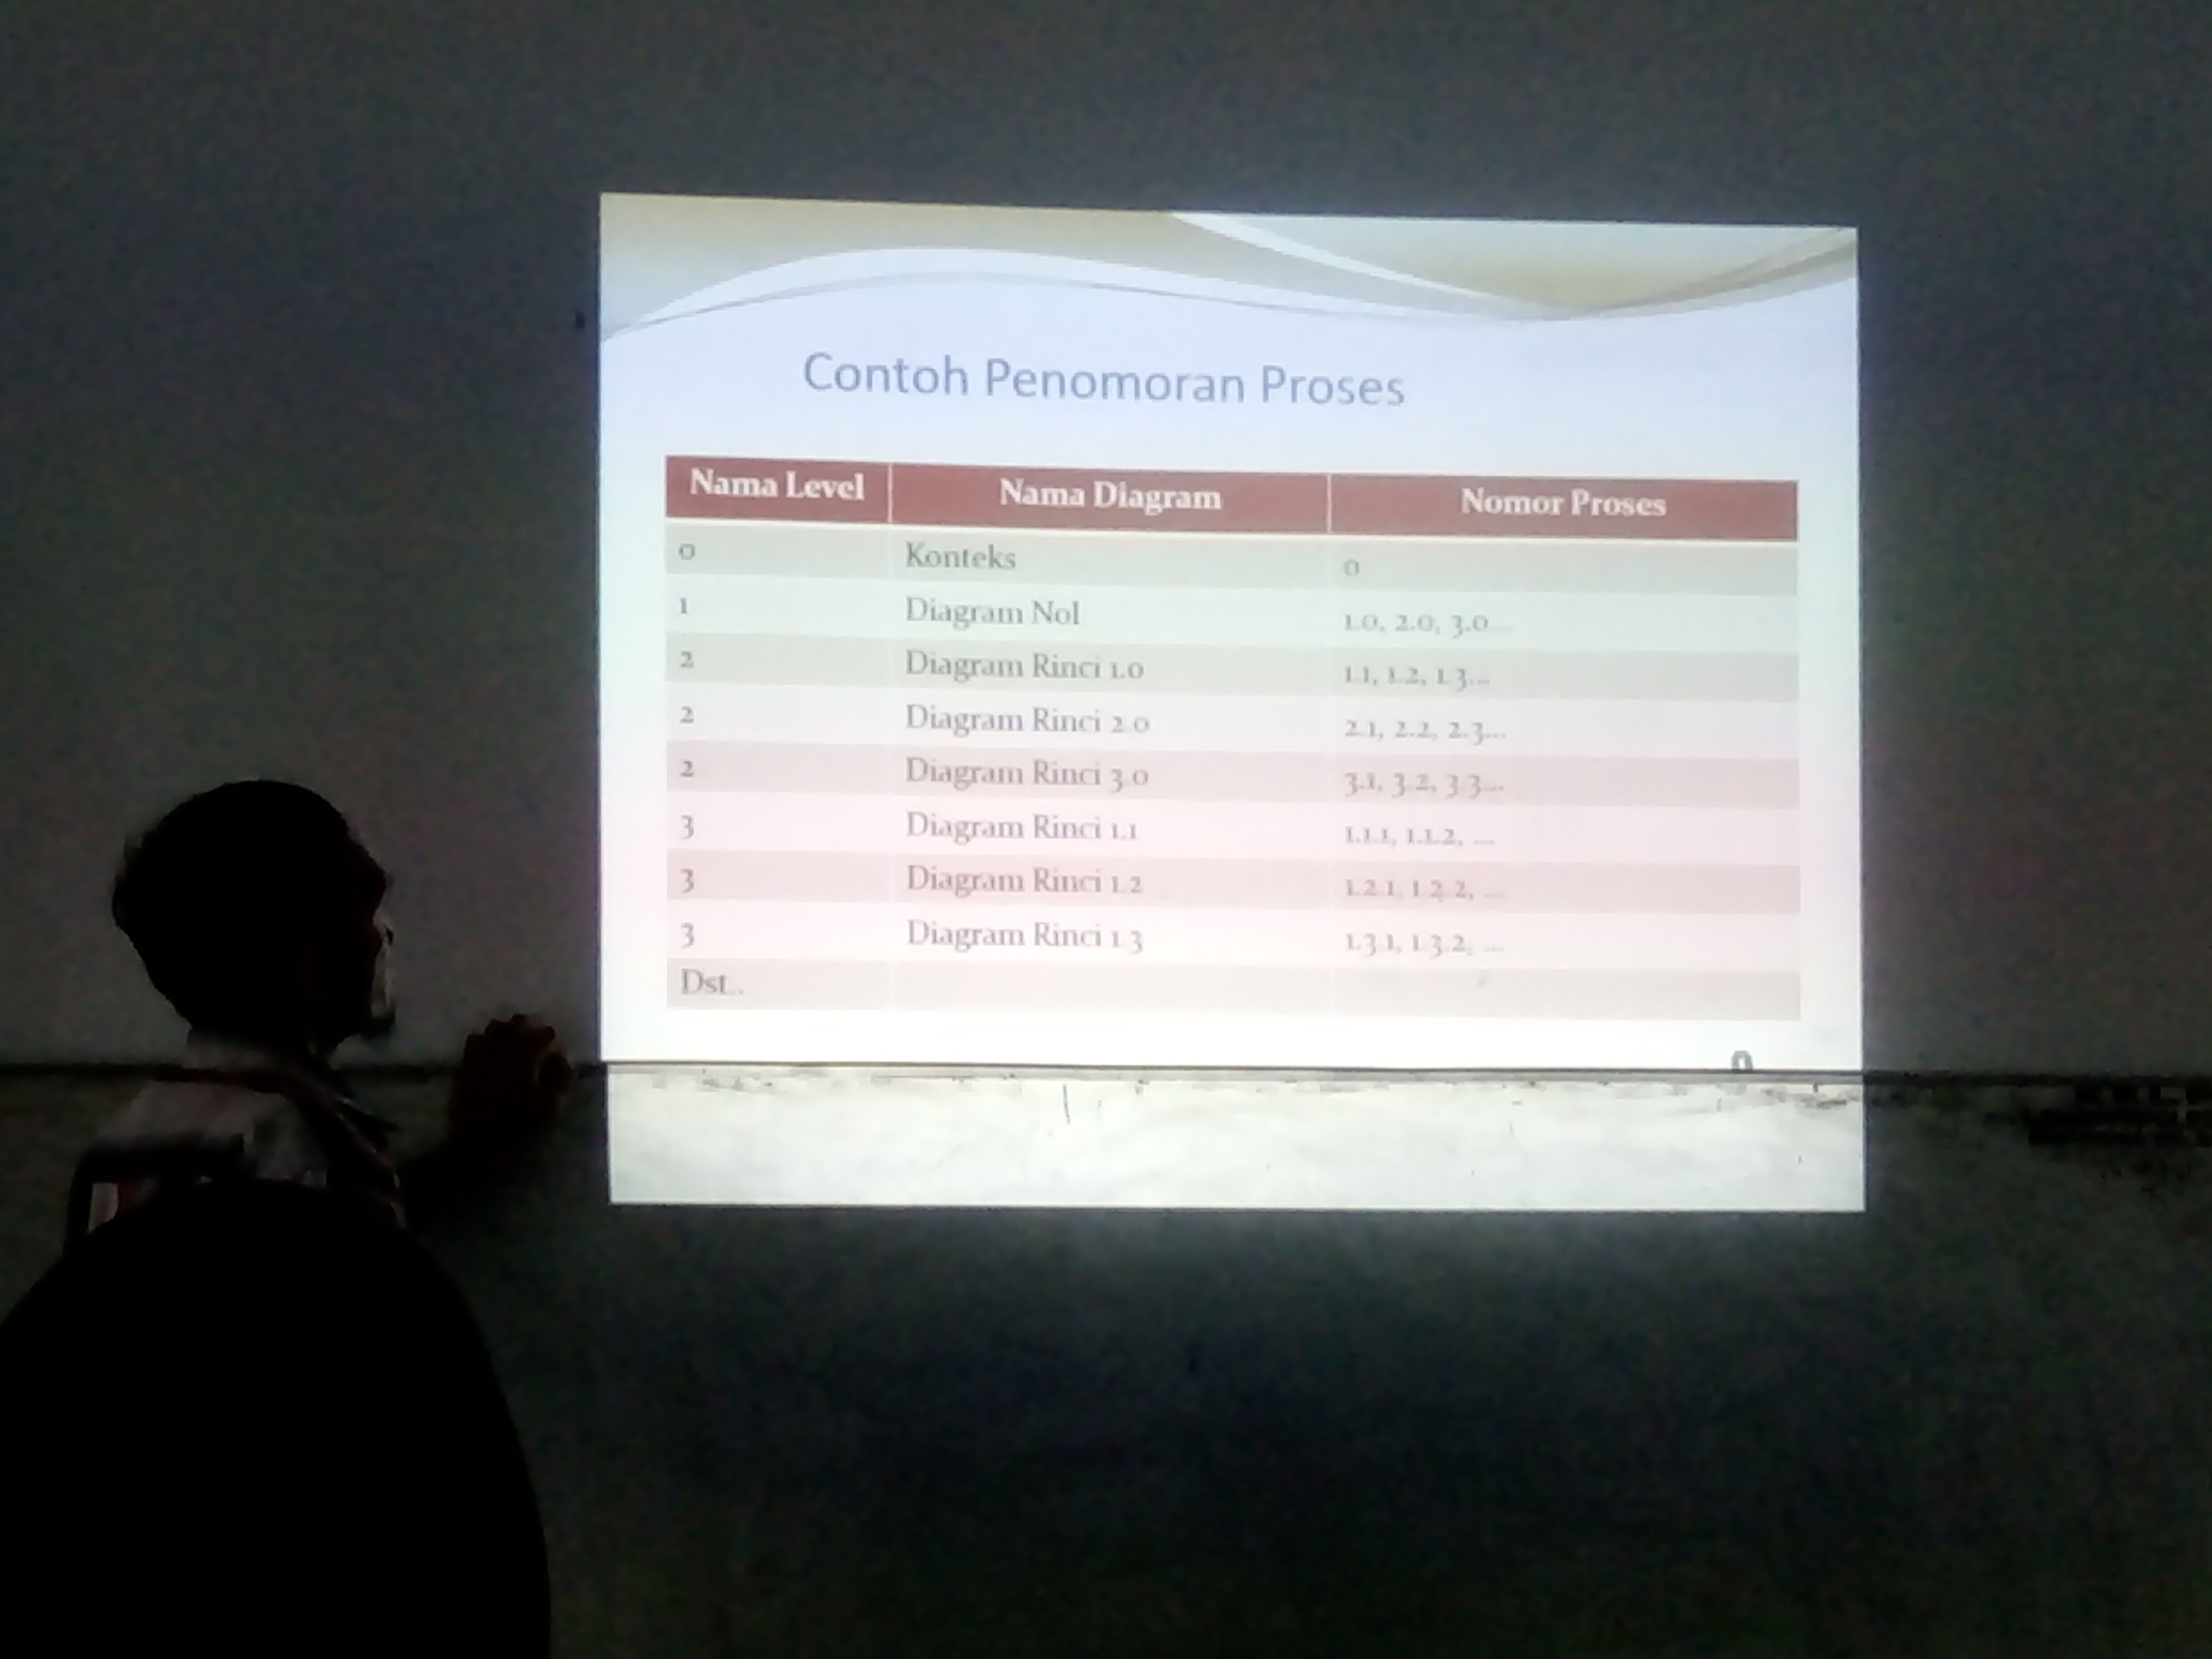 Contoh Penomoran Proses
Nama Level Nama Diagram Nomor Proses
0 Konteks 0
1 Diagram Nol 1.0, 2.0, 3.0...
2 Diagram Rinci 1.0 1.1, 1.2, 1.3...
2 Diagram Rinci 2.0 2.1, 2.2, 2.3...
2 Diagram Rinci 3.0 3.1, 3.2, 3.3...
3 Diagram Rinci 1.1 1.1.1, 1.1.2, ...
3 Diagram Rinci 1.2 1.2.1, 1.2.2, ...
3 Diagram Rinci 1.3 1.3.1, 1.3.2, ...
Dst..